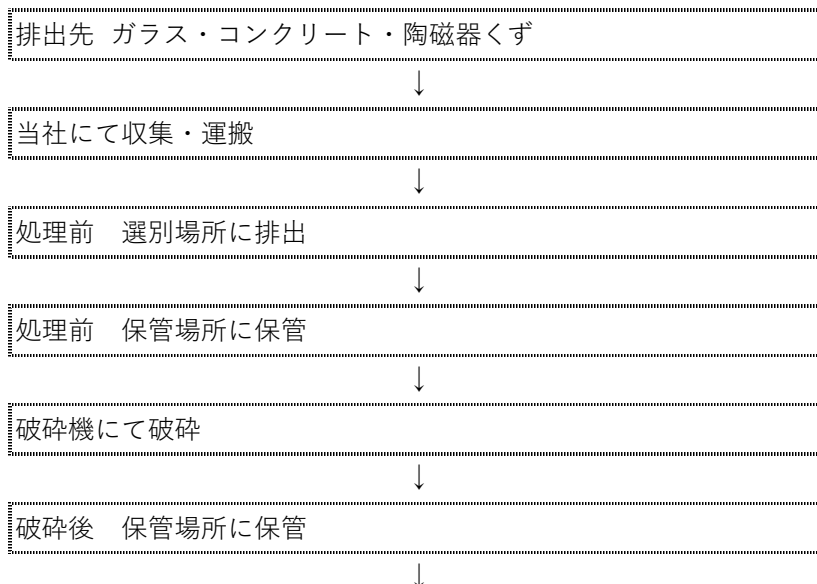 排出先 ガラス・コンクリート・陶磁器くず
↓
当社にて収集・運搬
↓
処理前　選別場所に排出
↓
処理前　保管場所に保管
↓
破砕機にて破砕
↓
破砕後　保管場所に保管
↓